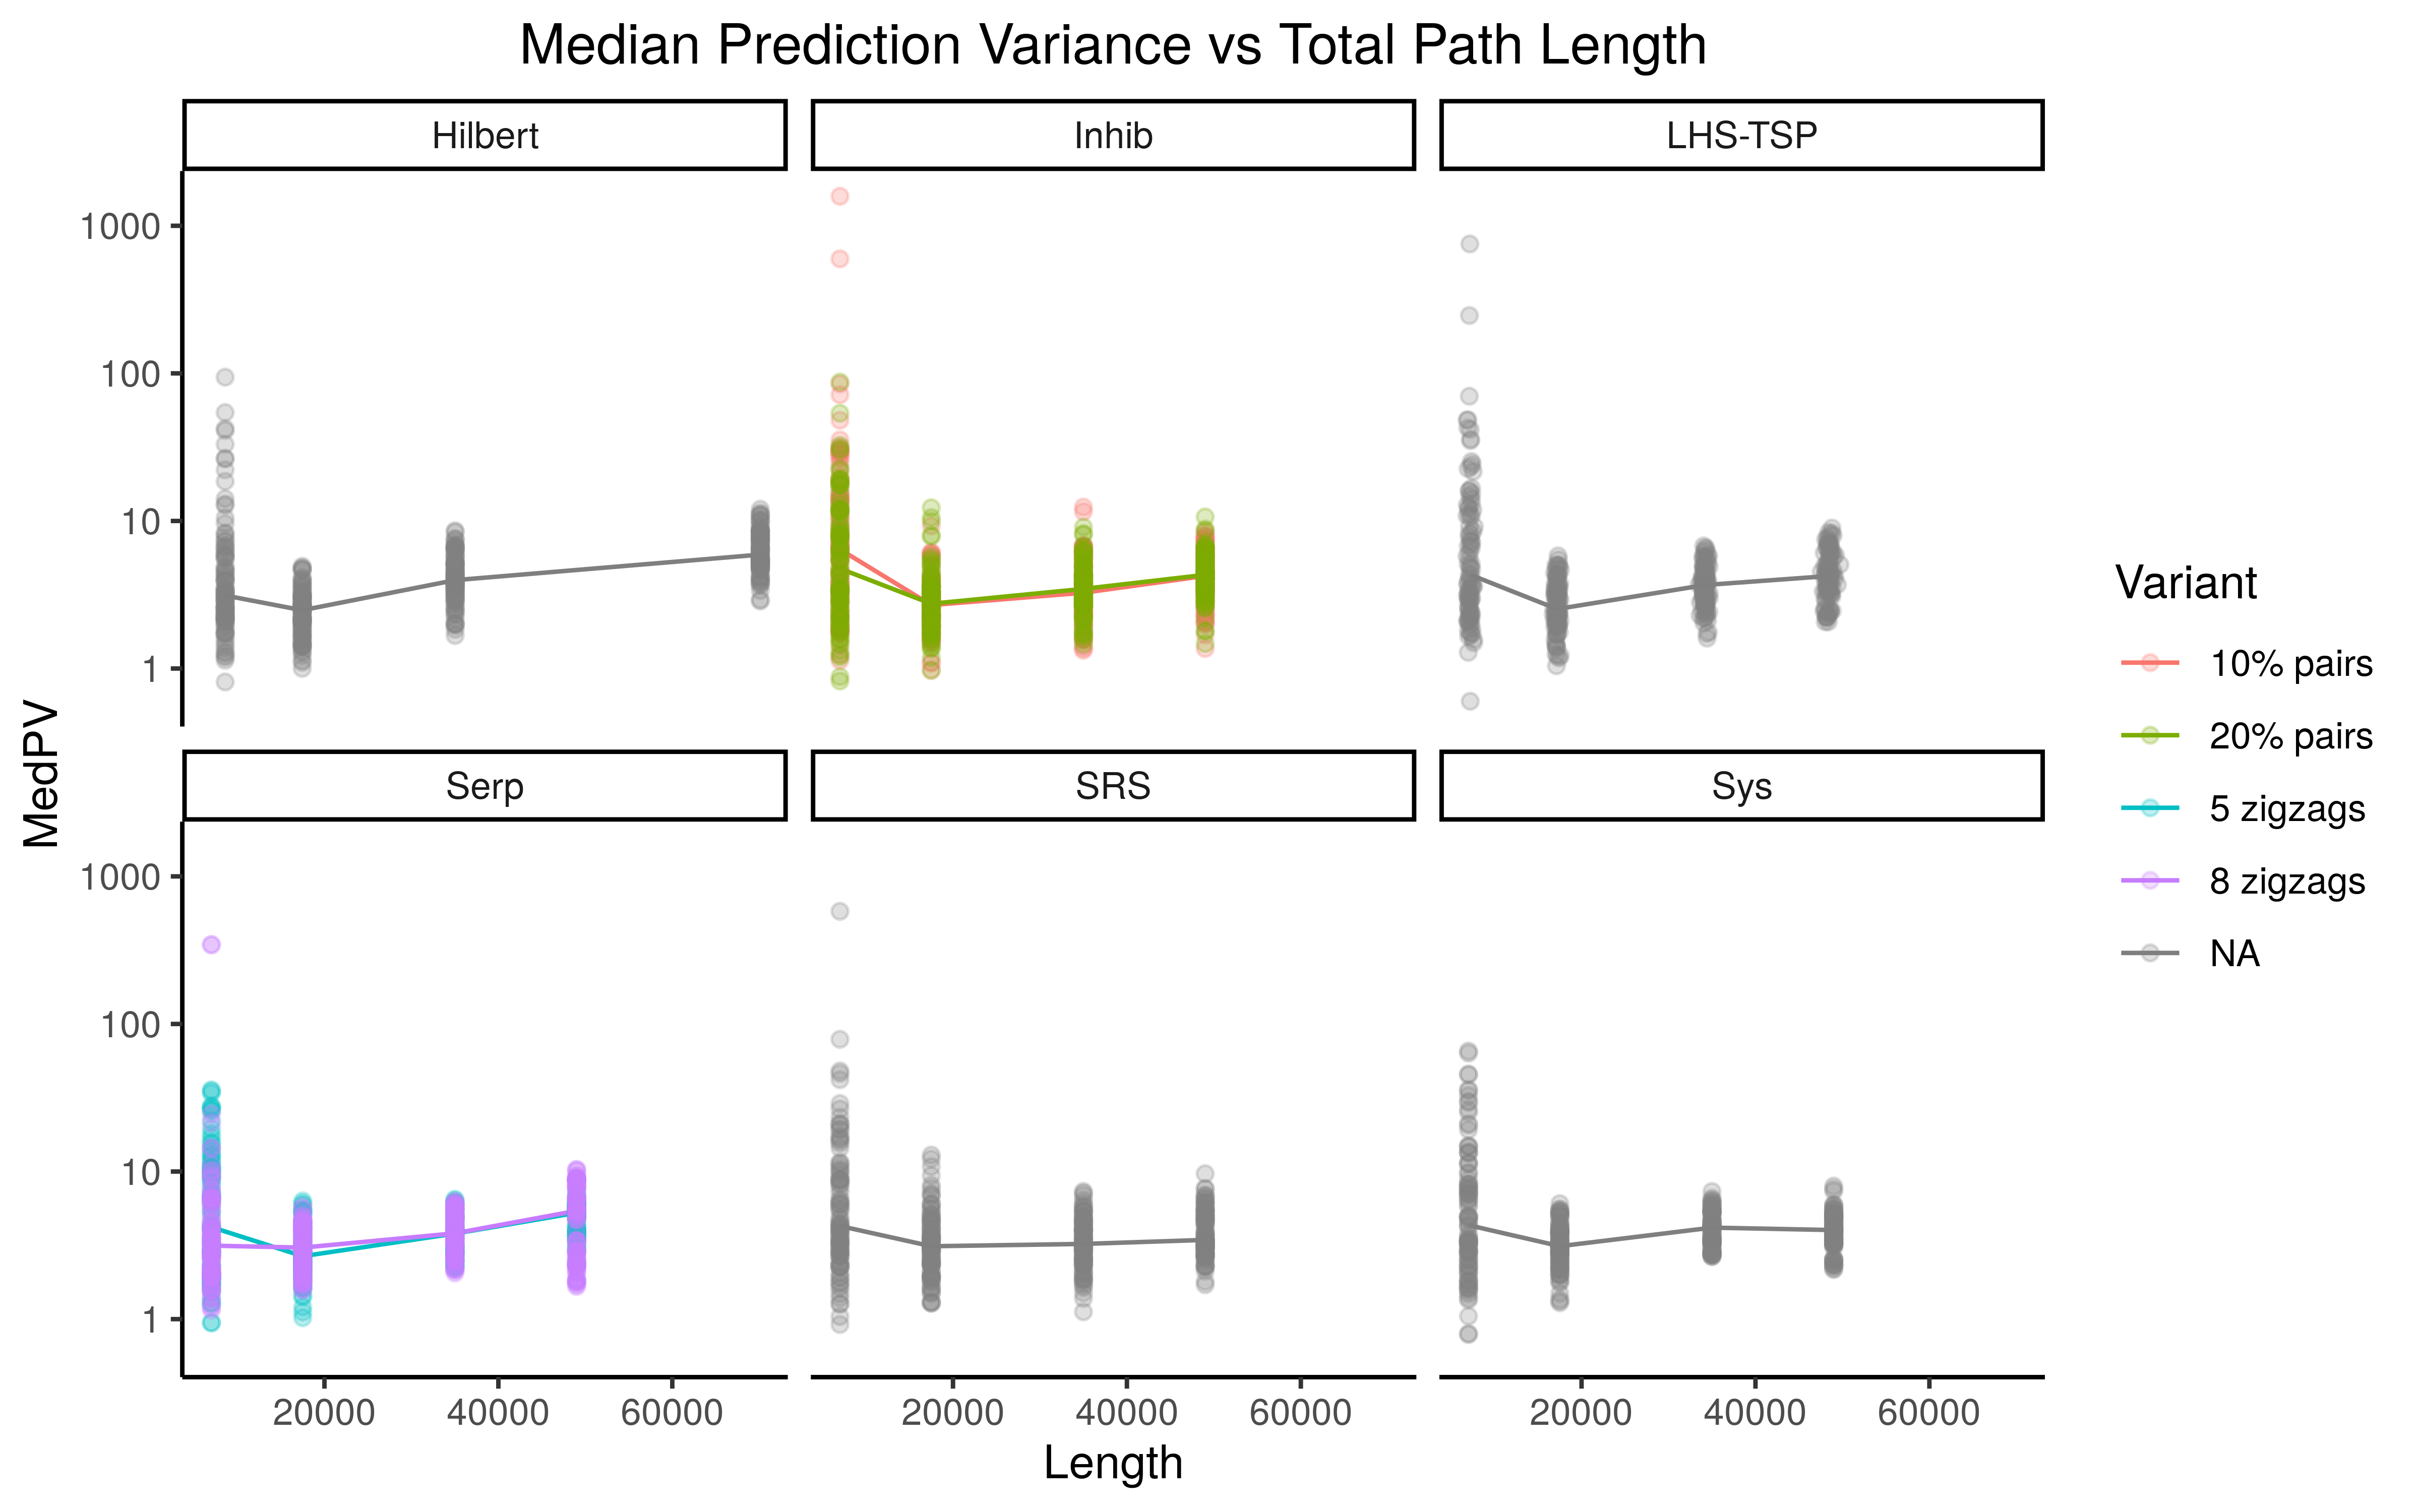 Median Prediction Variance vs Total Path Length
Hilbert
Inhib
LHS-TSP
1000
100
10
1
Serp
SRS
Sys
1000
100
10
1
20000
40000
60000
20000
40000
60000
20000
40000
60000
Length
MedPV
Variant
10% pairs
20% pairs
5 zigzags
8 zigzags
NA